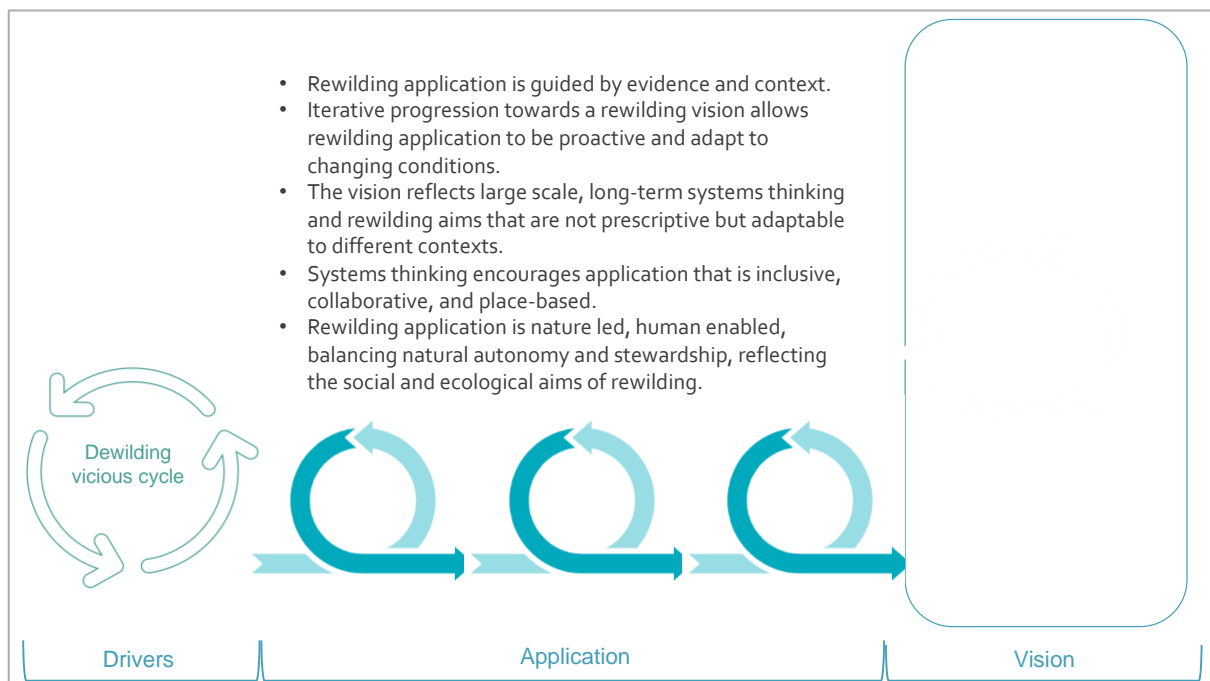 • Rewilding application is guided by evidence and context.
• Iterative progression towards a rewilding vision allows
rewilding application to be proactive and adapt to
changing conditions.
• The vision reflects large scale, long-term systems thinking
and rewilding aims that are not prescriptive but adaptable
to different contexts.
• Systems thinking encourages application that is inclusive,
collaborative, and place-based.
• Rewilding application is nature led, human enabled,
balancing natural autonomy and stewardship, reflecting
the social and ecological aims of rewilding.
Dewilding
vicious cycle
Drivers
Application
Vision